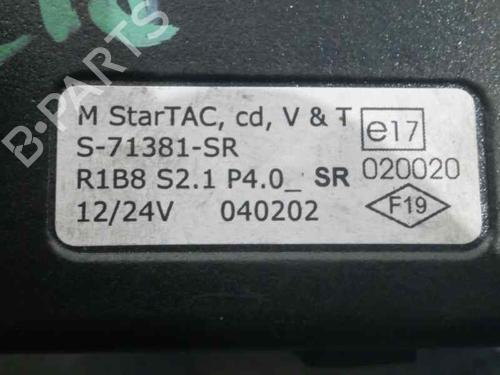 M StarTAC, cd, V & T
e17
S-71381-SR
R1B8 S2.1 P4.0_ SR 020020
12/24V 040202
F19
B-PARTS